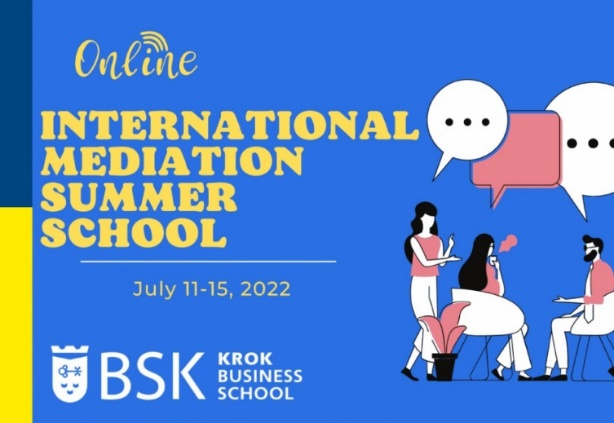 Online
INTERNATIONAL
MEDIATION
SUMMER
SCHOOL
July 11-15, 2022
BSK
KROK
BUSINESS
SCHOOL